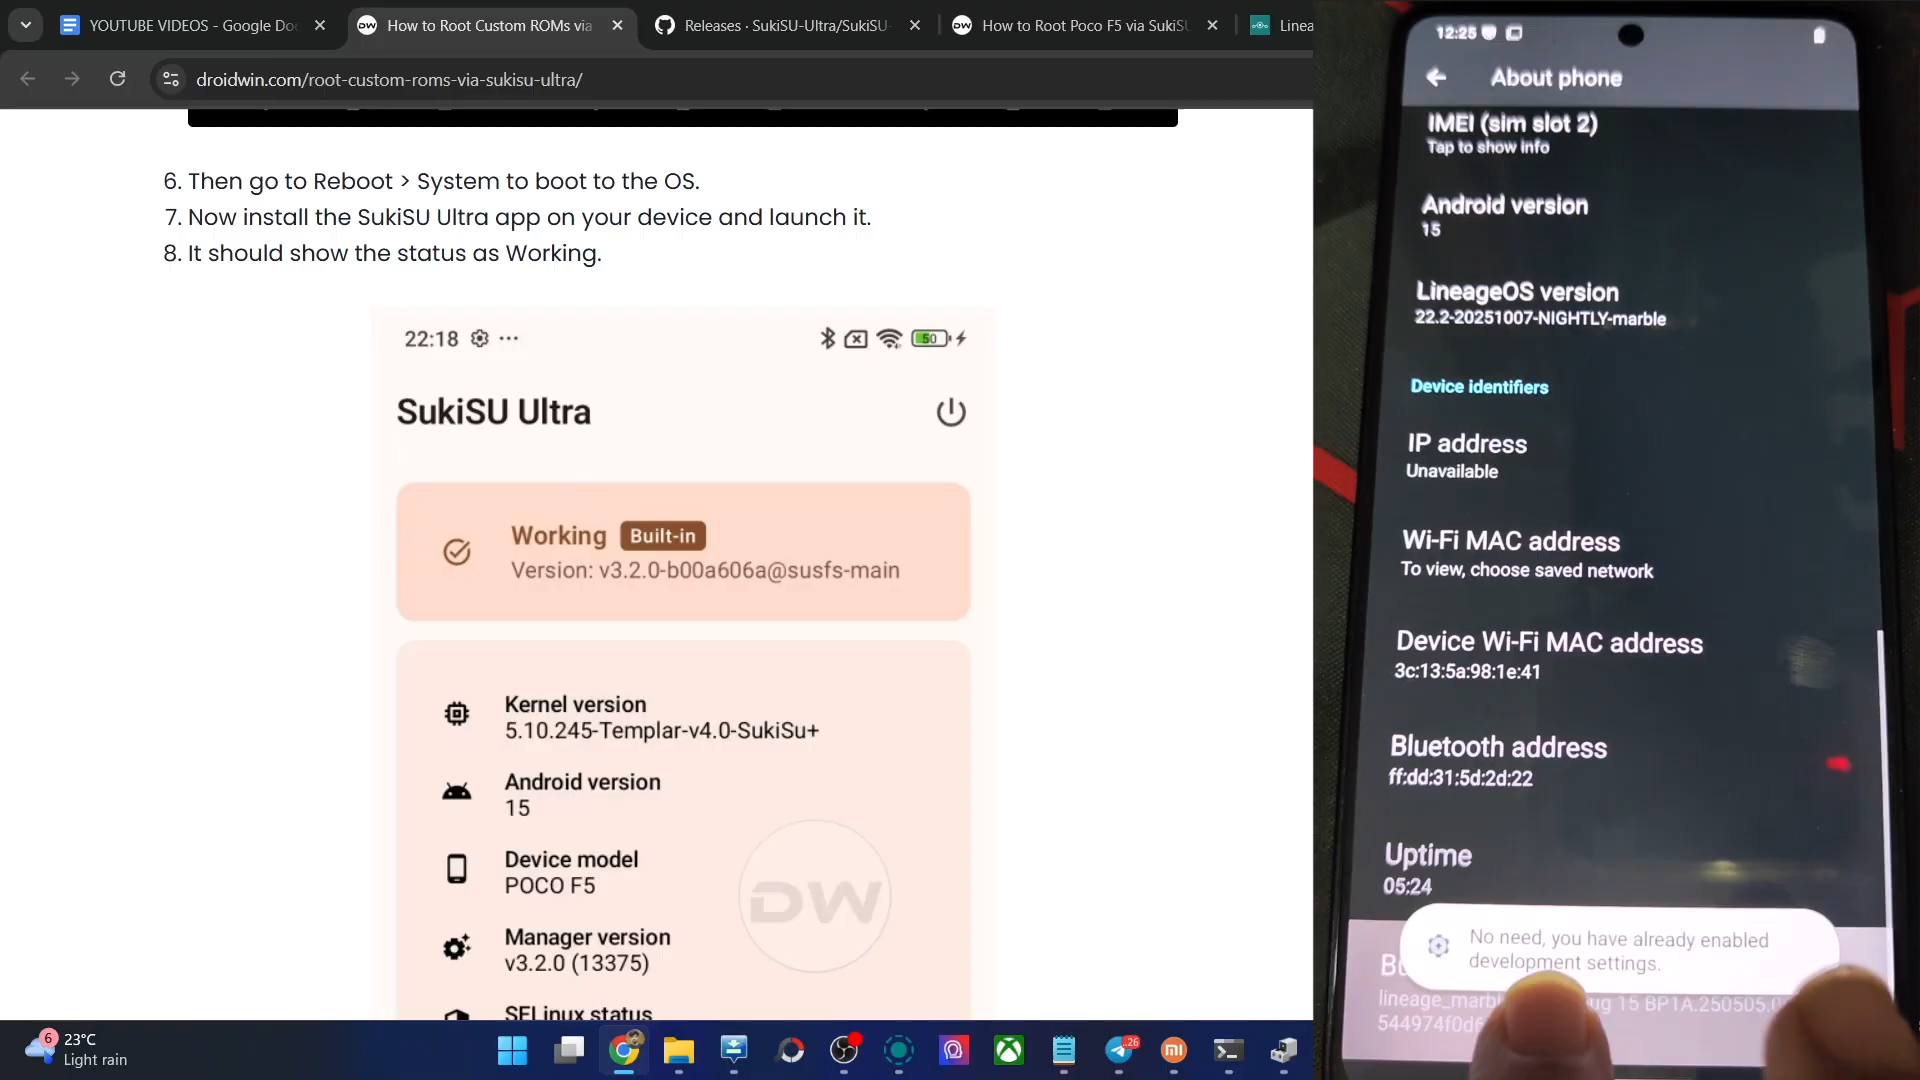 YOUTUBE VIDEOS - Google Do
How to Root Custom ROMs via
Releases · SukiSU-Ultra/SukiSU-
How to Root Poco F5 via SukiSU
Linea
droidwin.com/root-custom-roms-via-sukisu-ultra/
6. Then go to Reboot > System to boot to the OS.
7. Now install the SukiSU Ultra app on your device and launch it.
8. It should show the status as Working.
22:18
50
SukiSU Ultra
Working Built-in
Version: v3.2.0-b00a606a@susfs-main
Kernel version
5.10.245-Templar-v4.0-SukiSu+
Android version
15
Device model
POCO F5
Manager version
v3.2.0 (13375)
SELinux status
DW
6
23°C
Light rain
26
12:25
About phone
IMEI (sim slot 2)
Tap to show info
Android version
15
LineageOS version
22.2-20251007-NIGHTLY-marble
Device identifiers
IP address
Unavailable
Wi-Fi MAC address
To view, choose saved network
Device Wi-Fi MAC address
3c:13:5a:98:1e:41
Bluetooth address
ff:dd:31:5d:2d:22
Uptime
05:24
No need, you have already enabled
development settings.